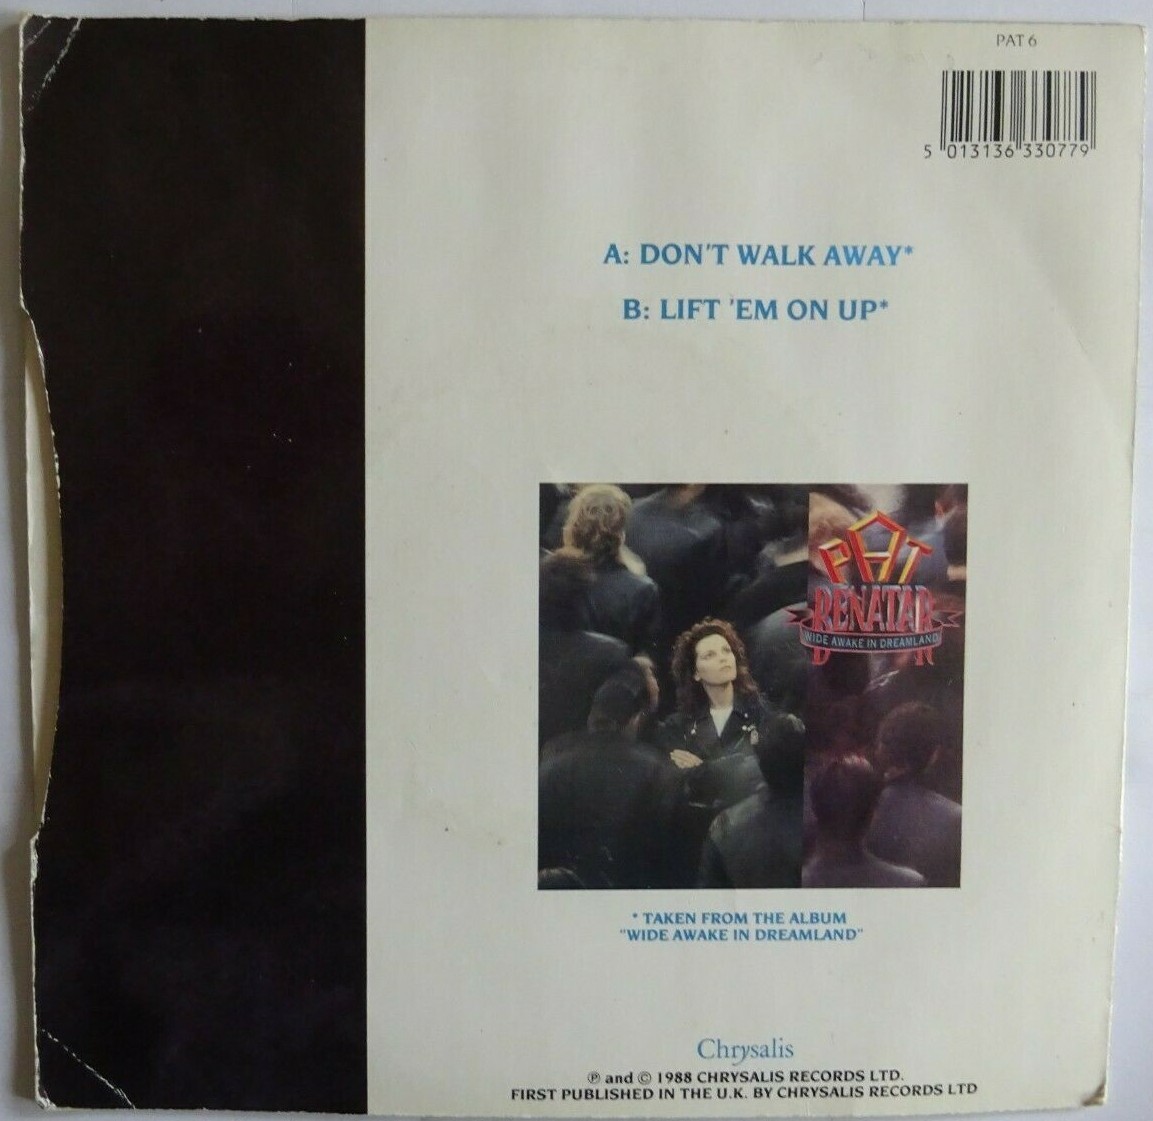 PAT 6
5 013136 330779
A: DON'T WALK AWAY*
B: LIFT 'EM ON UP*
PAT
BENATAR
WIDE AWAKE IN DREAMLAND
* TAKEN FROM THE ALBUM
"WIDE AWAKE IN DREAMLAND"
Chrysalis
℗ and © 1988 CHRYSALIS RECORDS LTD.
FIRST PUBLISHED IN THE U.K. BY CHRYSALIS RECORDS LTD